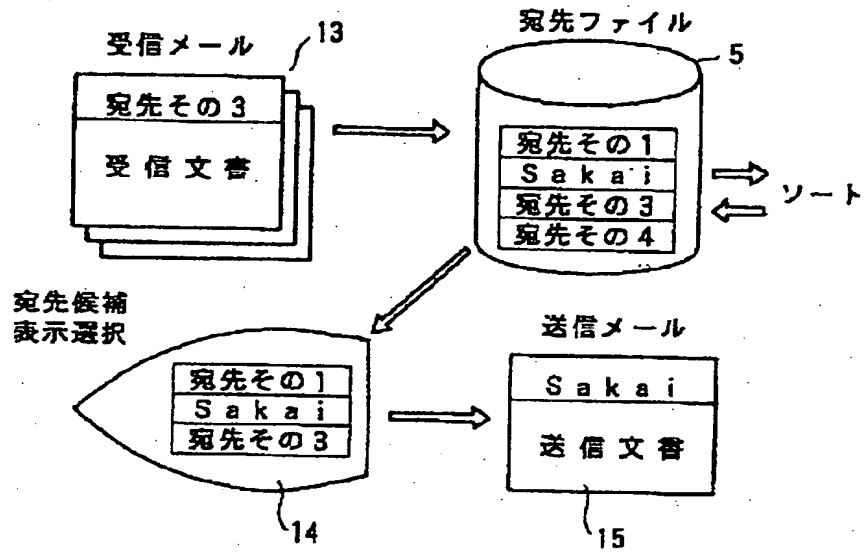 受信メール
13
宛先その3
受信文書
宛先ファイル
5
宛先その1
Sakai
宛先その3
宛先その4
ソート
宛先候補
表示選択
宛先その1
Sakai
宛先その3
14
送信メール
Sakai
送信文書
15